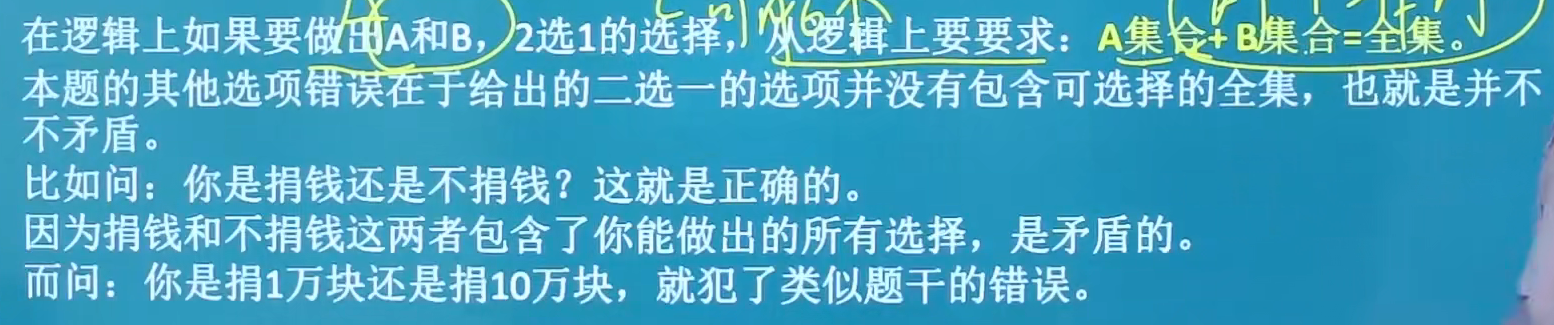 在逻辑上如果要做出A和B，2选1的选择，从逻辑上要要求：A集合+B集合=全集。
本题的其他选项错误在于给出的二选一的选项并没有包含可选择的全集，也就是并不
不矛盾。
比如问：你是捐钱还是不捐钱？这就是正确的。
因为捐钱和不捐钱这两者包含了你能做出的所有选择，是矛盾的。
而问：你是捐1万块还是捐10万块，就犯了类似题干的错误。